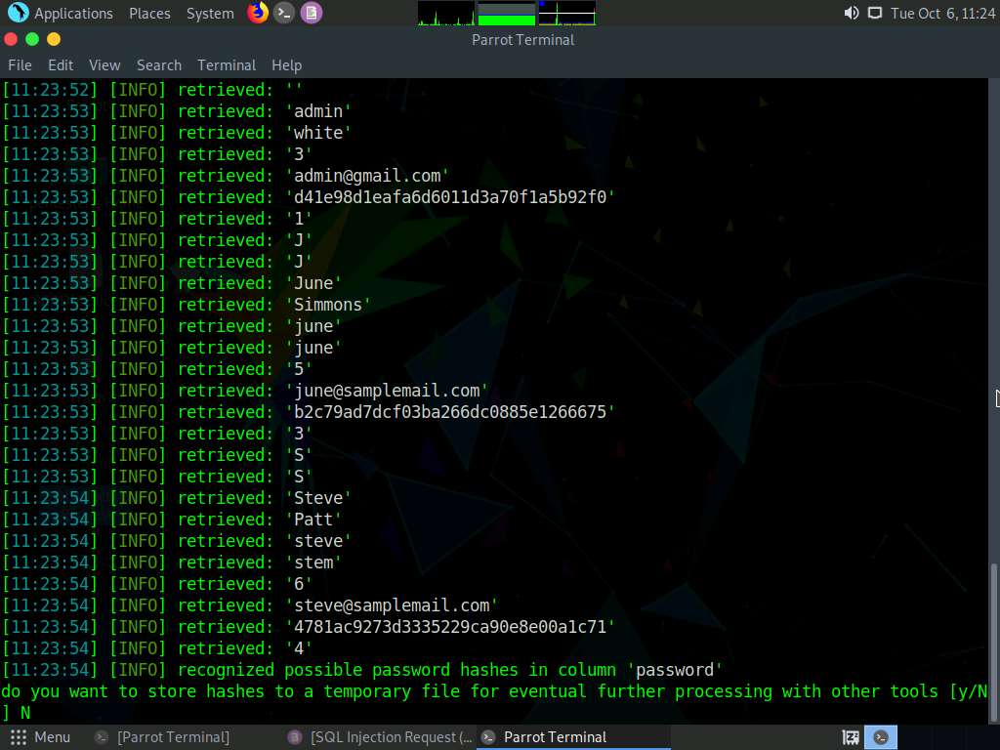 Applications Places System Tue Oct 6, 11:24
Parrot Terminal
File Edit View Search Terminal Help
[11:23:52] [INFO] retrieved: ''
[11:23:53] [INFO] retrieved: 'admin'
[11:23:53] [INFO] retrieved: 'white'
[11:23:53] [INFO] retrieved: '3'
[11:23:53] [INFO] retrieved: 'admin@gmail.com'
[11:23:53] [INFO] retrieved: 'd41e98d1eafa6d6011d3a70f1a5b92f0'
[11:23:53] [INFO] retrieved: '1'
[11:23:53] [INFO] retrieved: 'J'
[11:23:53] [INFO] retrieved: 'J'
[11:23:53] [INFO] retrieved: 'June'
[11:23:53] [INFO] retrieved: 'Simmons'
[11:23:53] [INFO] retrieved: 'june'
[11:23:53] [INFO] retrieved: 'june'
[11:23:53] [INFO] retrieved: '5'
[11:23:53] [INFO] retrieved: 'june@samplemail.com'
[11:23:53] [INFO] retrieved: 'b2c79ad7dcf03ba266dc0885e1266675'
[11:23:53] [INFO] retrieved: '3'
[11:23:53] [INFO] retrieved: 'S'
[11:23:53] [INFO] retrieved: 'S'
[11:23:54] [INFO] retrieved: 'Steve'
[11:23:54] [INFO] retrieved: 'Patt'
[11:23:54] [INFO] retrieved: 'steve'
[11:23:54] [INFO] retrieved: 'stem'
[11:23:54] [INFO] retrieved: '6'
[11:23:54] [INFO] retrieved: 'steve@samplemail.com'
[11:23:54] [INFO] retrieved: '4781ac9273d3335229ca90e8e00a1c71'
[11:23:54] [INFO] retrieved: '4'
[11:23:54] [INFO] recognized possible password hashes in column 'password'
do you want to store hashes to a temporary file for eventual further processing with other tools [y/N
] N
Menu [Parrot Terminal] [SQL Injection Request (... Parrot Terminal